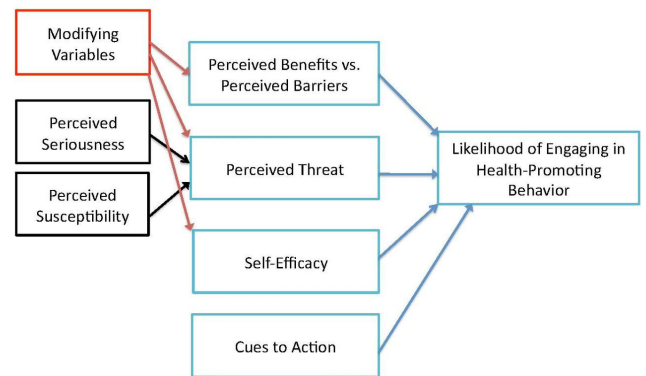 Modifying
Variables
Perceived Benefits vs.
Perceived Barriers
Perceived
Seriousness
Perceived Threat
Likelihood of Engaging in
Health-Promoting
Behavior
Perceived
Susceptibility
Self-Efficacy
Cues to Action